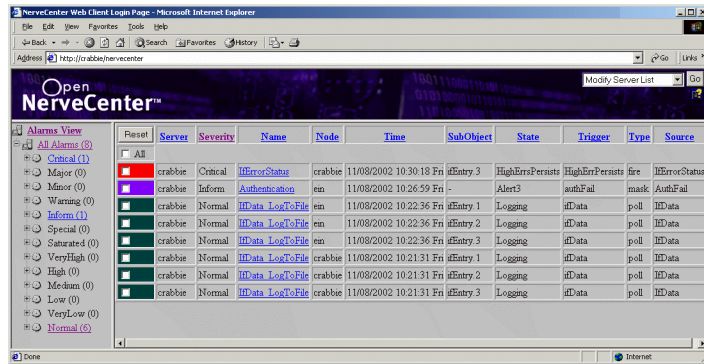 NerveCenter Web Client Login Page - Microsoft Internet Explorer
File Edit View Favorites Tools Help
Back Search Favorites History
Address http://crabbie/nervecenter Go Links
Open
NerveCenter™
Modify Server List Go
Alarms View
All Alarms (8)
Critical (1)
Major (0)
Minor (0)
Warning (0)
Inform (1)
Special (0)
Saturated (0)
VeryHigh (0)
High (0)
Medium (0)
Low (0)
VeryLow (0)
Normal (6)
Reset Server Severity Name Node Time SubObject State Trigger Type Source
All
crabbie Critical IfErrorStatus crabbie 11/08/2002 10:30:18 Fri ifEntry.3 HighErrsPersists HighErrPersists fire IfErrorStatus
crabbie Inform Authentication ein 11/08/2002 10:26:59 Fri - Alert3 authFail mask AuthFail
crabbie Normal IfData_LogToFile ein 11/08/2002 10:22:36 Fri ifEntry.1 Logging ifData poll IfData
crabbie Normal IfData_LogToFile ein 11/08/2002 10:22:36 Fri ifEntry.2 Logging ifData poll IfData
crabbie Normal IfData_LogToFile ein 11/08/2002 10:22:36 Fri ifEntry.3 Logging ifData poll IfData
crabbie Normal IfData_LogToFile crabbie 11/08/2002 10:21:31 Fri ifEntry.1 Logging ifData poll IfData
crabbie Normal IfData_LogToFile crabbie 11/08/2002 10:21:31 Fri ifEntry.2 Logging ifData poll IfData
crabbie Normal IfData_LogToFile crabbie 11/08/2002 10:21:31 Fri ifEntry.3 Logging ifData poll IfData
Done Internet